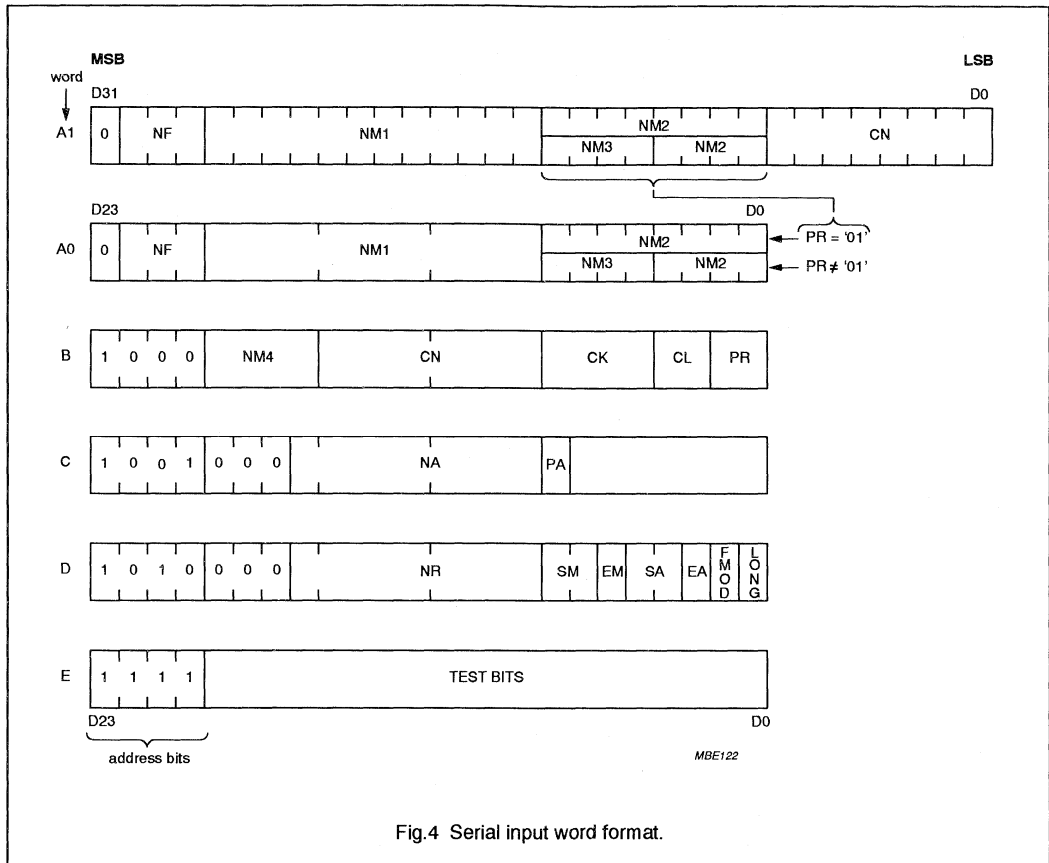 MSB LSB
word
D31 D0
A1 0 NF NM1 NM2 CN
NM3 NM2
D23 D0
A0 0 NF NM1 NM2 PR = '01'
NM3 NM2 PR ≠ '01'
B 1 0 0 0 NM4 CN CK CL PR
C 1 0 0 1 0 0 0 NA PA
D 1 0 1 0 0 0 0 NR SM EM SA EA FMOD LONG
E 1 1 1 1 TEST BITS
D23 D0
address bits
MBE122
Fig.4 Serial input word format.